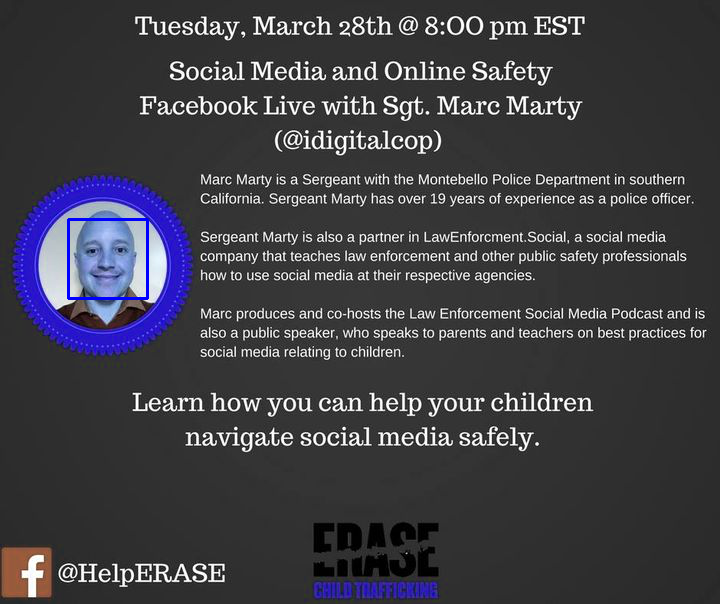 Tuesday, March 28th @ 8:00 pm EST
Social Media and Online Safety
Facebook Live with Sgt. Marc Marty
(@idigitalcop)
Marc Marty is a Sergeant with the Montebello Police Department in southern
California. Sergeant Marty has over 19 years of experience as a police officer.
Sergeant Marty is also a partner in LawEnforcment.Social, a social media
company that teaches law enforcement and other public safety professionals
how to use social media at their respective agencies.
Marc produces and co-hosts the Law Enforcement Social Media Podcast and is
also a public speaker, who speaks to parents and teachers on best practices for
social media relating to children.
Learn how you can help your children
navigate social media safely.
f @HelpERASE
ERASE
CHILD TRAFFICKING